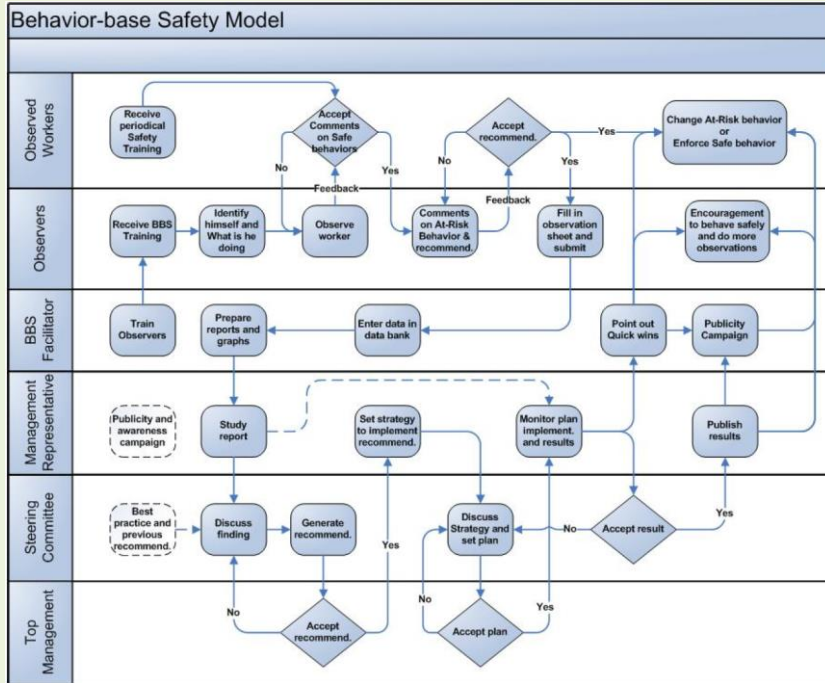 Behavior-base Safety Model
Observed
Workers
Receive
periodical
Safety
Training
Accept
Comments
on Safe
behaviors
No
Yes
Feedback
Accept
recommend.
No
Yes
Yes
Feedback
Change At-Risk behavior
or
Enforce Safe behavior
Observers
Receive BBS
Training
Identify
himself and
What is he
doing
Observe
worker
Comments
on At-Risk
Behavior &
recommend.
Fill in
observation
sheet and
submit
Encouragement
to behave safely
and do more
observations
BBS
Facilitator
Train
Observers
Prepare
reports and
graphs
Enter data in
data bank
Point out
Quick wins
Publicity
Campaign
Management
Representative
Publicity and
awareness
campaign
Study
report
Set strategy
to implement
recommend.
Monitor plan
implement.
and results
Publish
results
Steering
Committee
Best
practice and
previous
recommend.
Discuss
finding
Generate
recommend.
Yes
Discuss
Strategy and
set plan
No
Accept result
Yes
Top
Management
No
Accept
recommend.
No
Accept plan
Yes